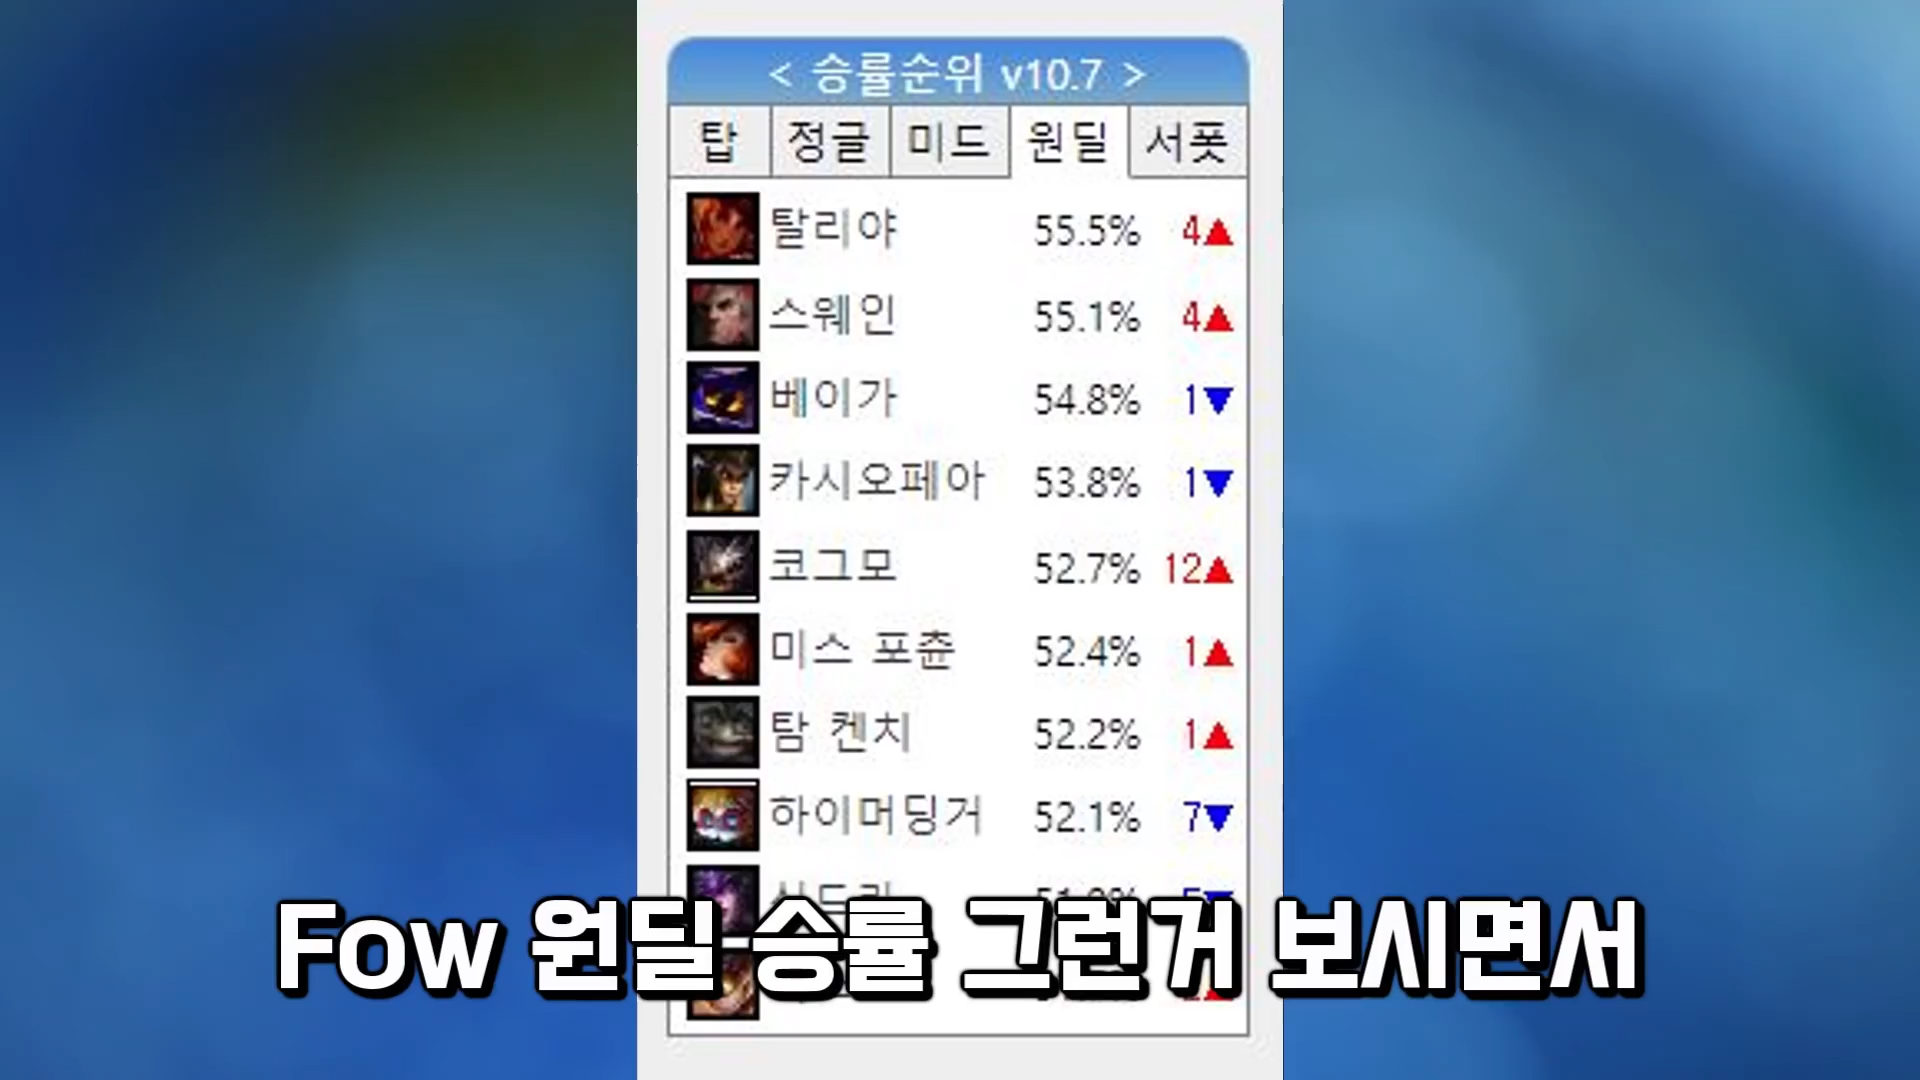 < 승률순위 v10.7 >
탑 정글 미드 원딜 서폿
탈리야 55.5% 4▲
스웨인 55.1% 4▲
베이가 54.8% 1▼
카시오페아 53.8% 1▼
코그모 52.7% 12▲
미스 포츈 52.4% 1▲
탐 켄치 52.2% 1▲
하이머딩거 52.1% 7▼
Fow 원딜 승률 그런거 보시면서